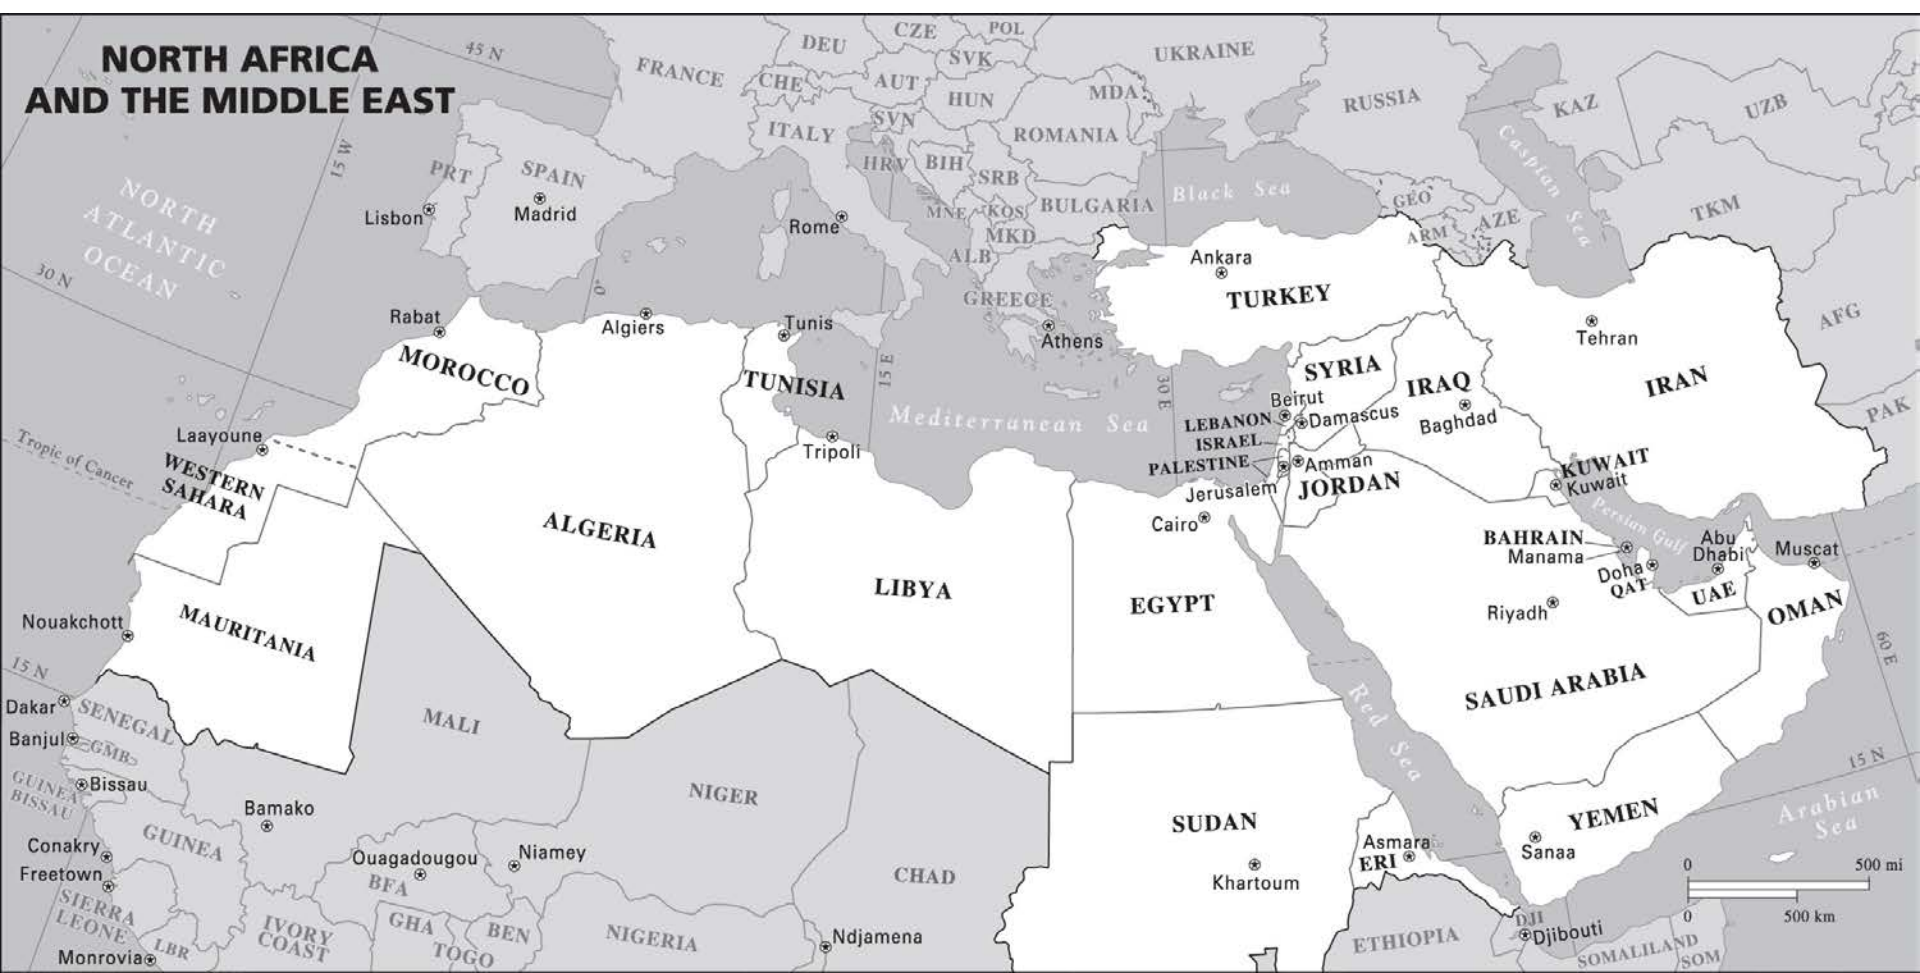 NORTH AFRICA
AND THE MIDDLE EAST
45 N
15 W
30 N
15 N
0°
15 E
30 E
60 E
15 N
Tropic of Cancer
NORTH
ATLANTIC
OCEAN
FRANCE
DEU
CZE
POL
SVK
CHE
AUT
HUN
MDA
UKRAINE
RUSSIA
KAZ
UZB
ITALY
SVN
ROMANIA
HRV
BIH
SRB
MNE
KOS
BULGARIA
MKD
ALB
GREECE
Black Sea
GEO
ARM
AZE
Caspian Sea
TKM
AFG
PAK
PRT
SPAIN
Lisbon
Madrid
Rome
Athens
Ankara
TURKEY
Tehran
IRAN
Rabat
MOROCCO
Algiers
Tunis
TUNISIA
Tripoli
Mediterranean Sea
SYRIA
IRAQ
Beirut
LEBANON
Damascus
Baghdad
ISRAEL
PALESTINE
Amman
Jerusalem
JORDAN
KUWAIT
Kuwait
Persian Gulf
Laayoune
WESTERN
SAHARA
ALGERIA
LIBYA
Cairo
EGYPT
BAHRAIN
Manama
Doha
QAT
Abu
Dhabi
UAE
Muscat
OMAN
Riyadh
SAUDI ARABIA
Red Sea
Nouakchott
MAURITANIA
MALI
NIGER
CHAD
SUDAN
Khartoum
Asmara
ERI
YEMEN
Sanaa
Arabian
Sea
Dakar
SENEGAL
Banjul
GMB
Bissau
GUINEA
BISSAU
Bamako
GUINEA
Conakry
Freetown
SIERRA
LEONE
LBR
Monrovia
IVORY
COAST
Ouagadougou
BFA
Niamey
GHA
TOGO
BEN
NIGERIA
Ndjamena
ETHIOPIA
DJI
Djibouti
SOMALILAND
SOM
0 500 mi
0 500 km